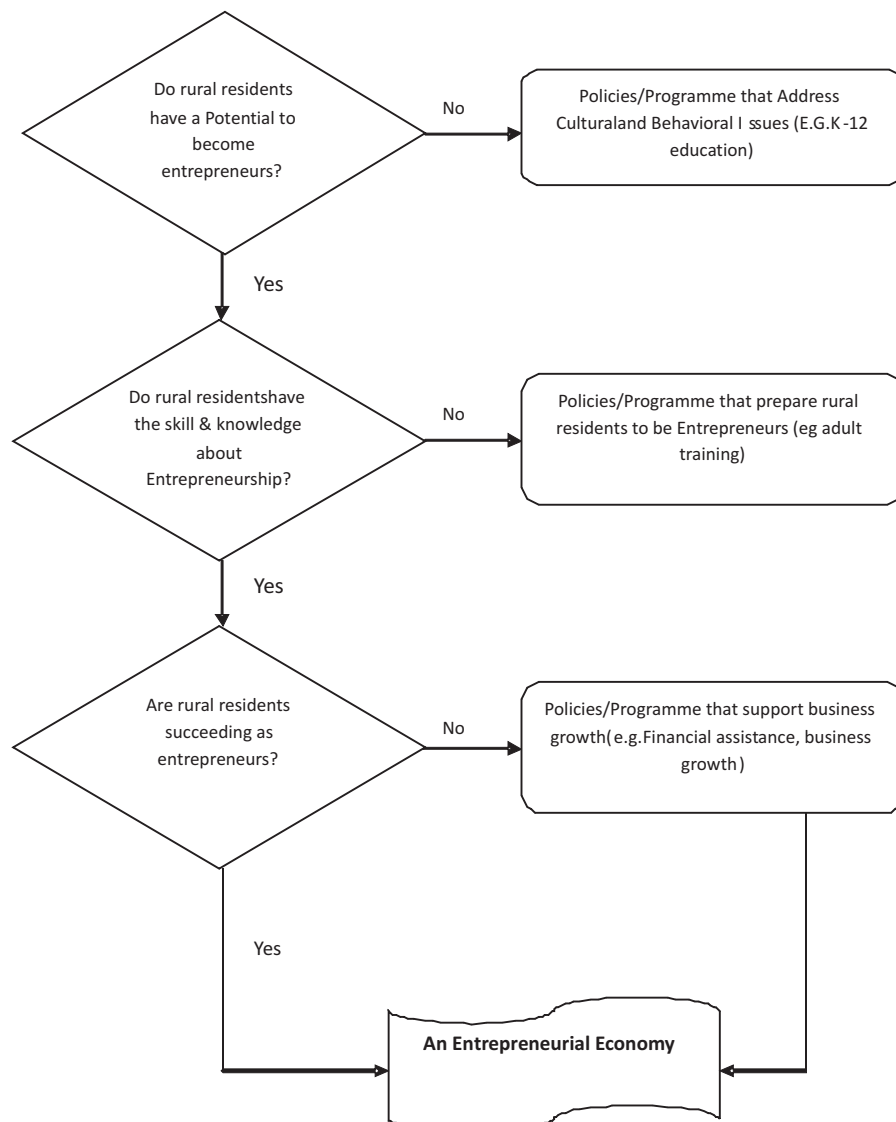 Do rural residents
have a Potential to
become
entrepreneurs?
No
Policies/Programme that Address
Culturaland Behavioral I ssues (E.G.K -12
education)
Yes
Do rural residentshave
the skill & knowledge
about
Entrepreneurship?
No
Policies/Programme that prepare rural
residents to be Entrepreneurs (eg adult
training)
Yes
Are rural residents
succeeding as
entrepreneurs?
No
Policies/Programme that support business
growth(e.g.Financial assistance, business
growth)
Yes
An Entrepreneurial Economy